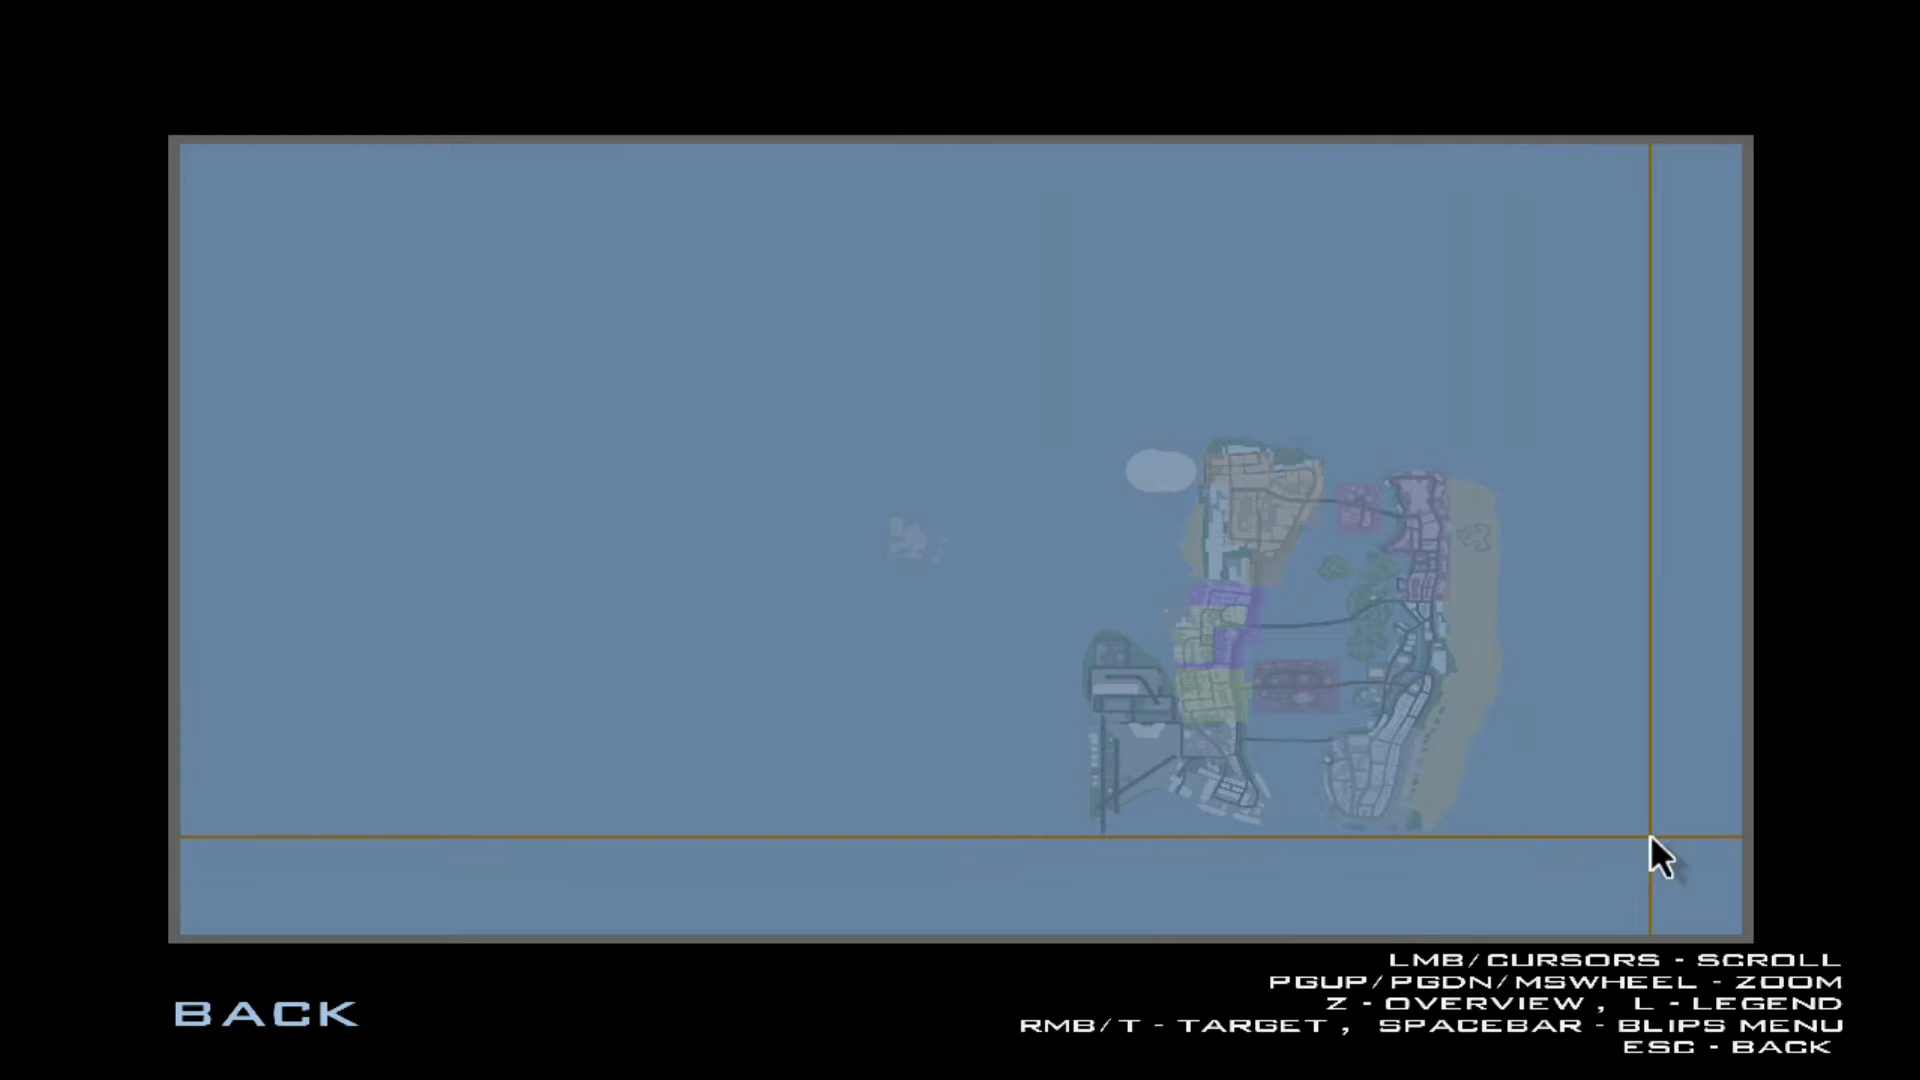 LMB/CURSORS - SCROLL
PGUP/PGDN/MSWHEEL - ZOOM
Z - OVERVIEW , L - LEGEND
BACK
RMB/T - TARGET , SPACEBAR - BLIPS MENU
ESC - BACK